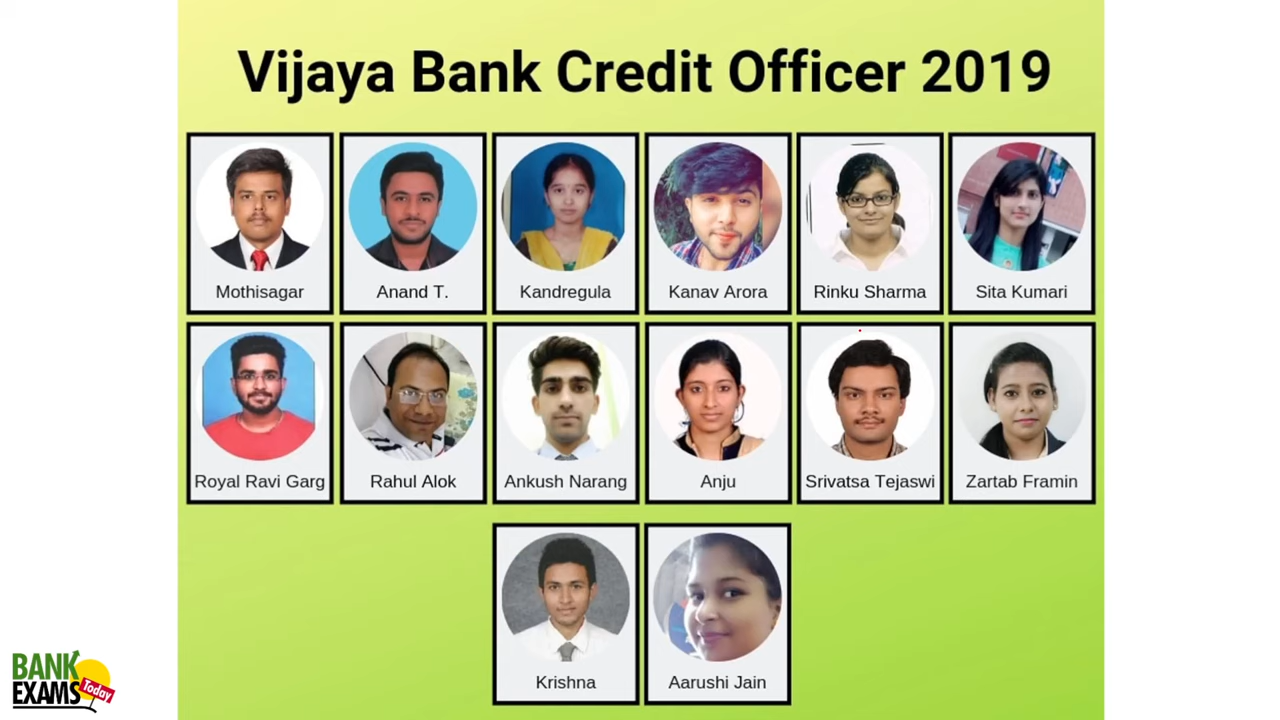 Vijaya Bank Credit Officer 2019
Mothisagar
Anand T.
Kandregula
Kanav Arora
Rinku Sharma
Sita Kumari
Royal Ravi Garg
Rahul Alok
Ankush Narang
Anju
Srivatsa Tejaswi
Zartab Framin
Krishna
Aarushi Jain
BANK
EXAMS
Today